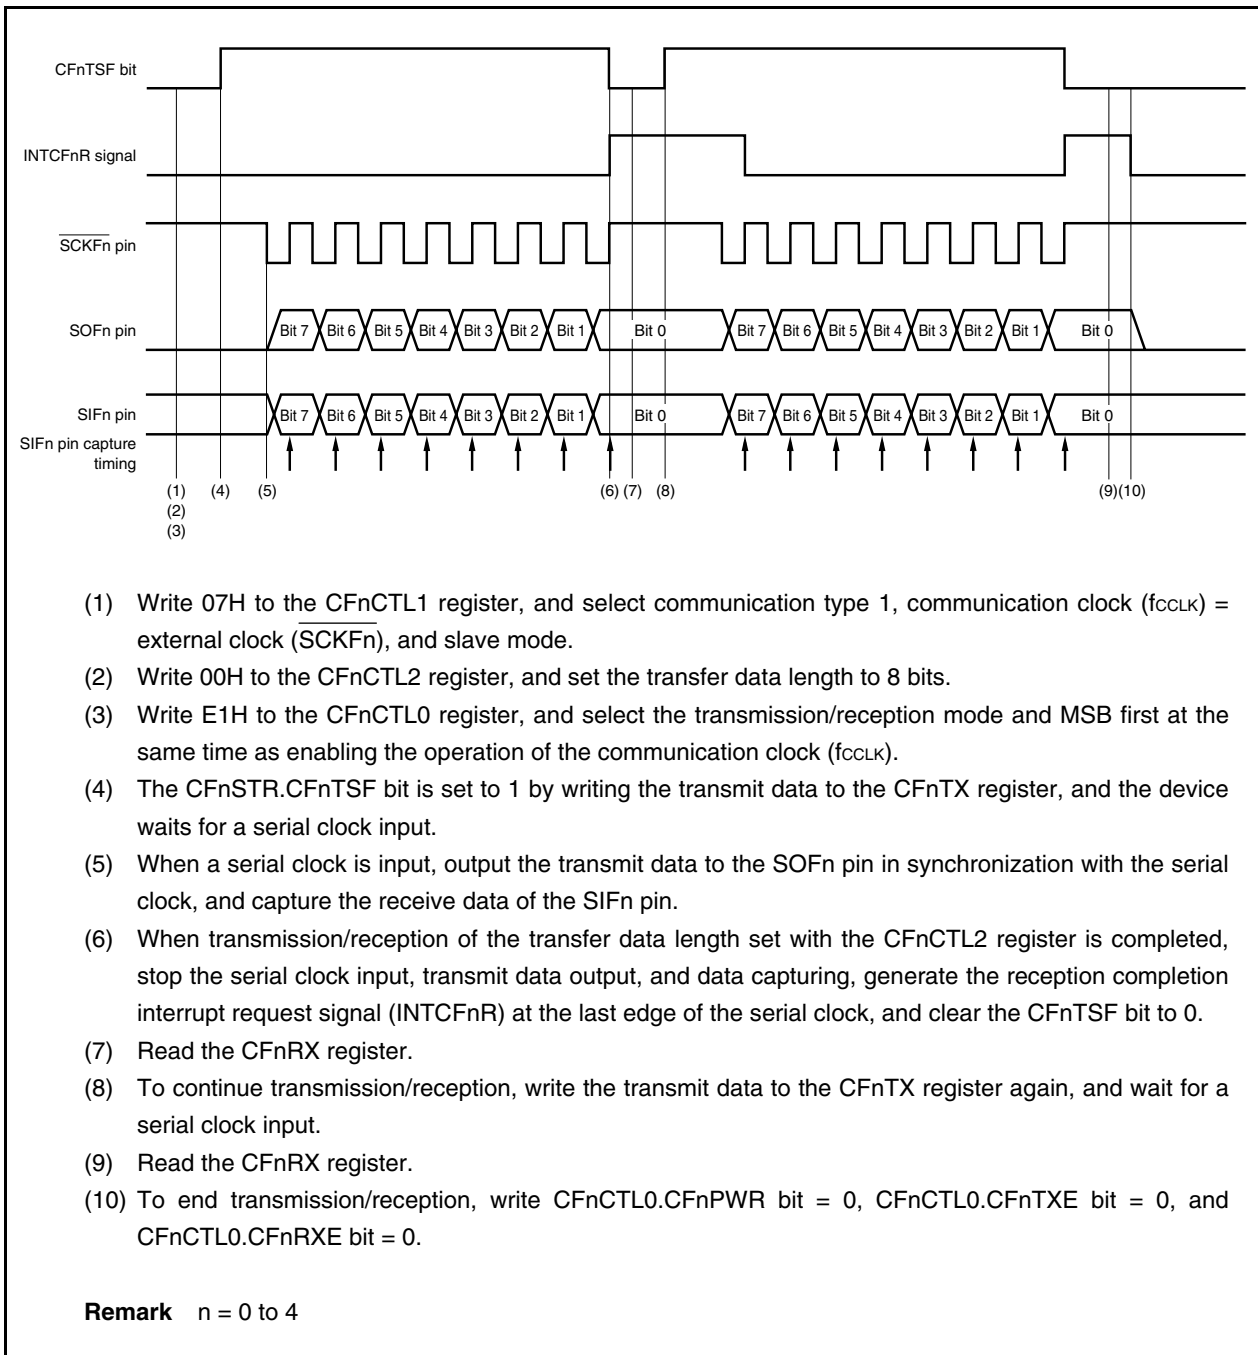 CFnTSF bit
INTCFnR signal
SCKFn pin
SOFn pin
Bit 7 Bit 6 Bit 5 Bit 4 Bit 3 Bit 2 Bit 1 Bit 0 Bit 7 Bit 6 Bit 5 Bit 4 Bit 3 Bit 2 Bit 1 Bit 0
SIFn pin
Bit 7 Bit 6 Bit 5 Bit 4 Bit 3 Bit 2 Bit 1 Bit 0 Bit 7 Bit 6 Bit 5 Bit 4 Bit 3 Bit 2 Bit 1 Bit 0
SIFn pin capture
timing
(1) (4) (5) (6) (7) (8) (9) (10)
(2)
(3)
(1) Write 07H to the CFnCTL1 register, and select communication type 1, communication clock (fCCLK) =
external clock (SCKFn), and slave mode.
(2) Write 00H to the CFnCTL2 register, and set the transfer data length to 8 bits.
(3) Write E1H to the CFnCTL0 register, and select the transmission/reception mode and MSB first at the
same time as enabling the operation of the communication clock (fCCLK).
(4) The CFnSTR.CFnTSF bit is set to 1 by writing the transmit data to the CFnTX register, and the device
waits for a serial clock input.
(5) When a serial clock is input, output the transmit data to the SOFn pin in synchronization with the serial
clock, and capture the receive data of the SIFn pin.
(6) When transmission/reception of the transfer data length set with the CFnCTL2 register is completed,
stop the serial clock input, transmit data output, and data capturing, generate the reception completion
interrupt request signal (INTCFnR) at the last edge of the serial clock, and clear the CFnTSF bit to 0.
(7) Read the CFnRX register.
(8) To continue transmission/reception, write the transmit data to the CFnTX register again, and wait for a
serial clock input.
(9) Read the CFnRX register.
(10) To end transmission/reception, write CFnCTL0.CFnPWR bit = 0, CFnCTL0.CFnTXE bit = 0, and
CFnCTL0.CFnRXE bit = 0.
Remark n = 0 to 4